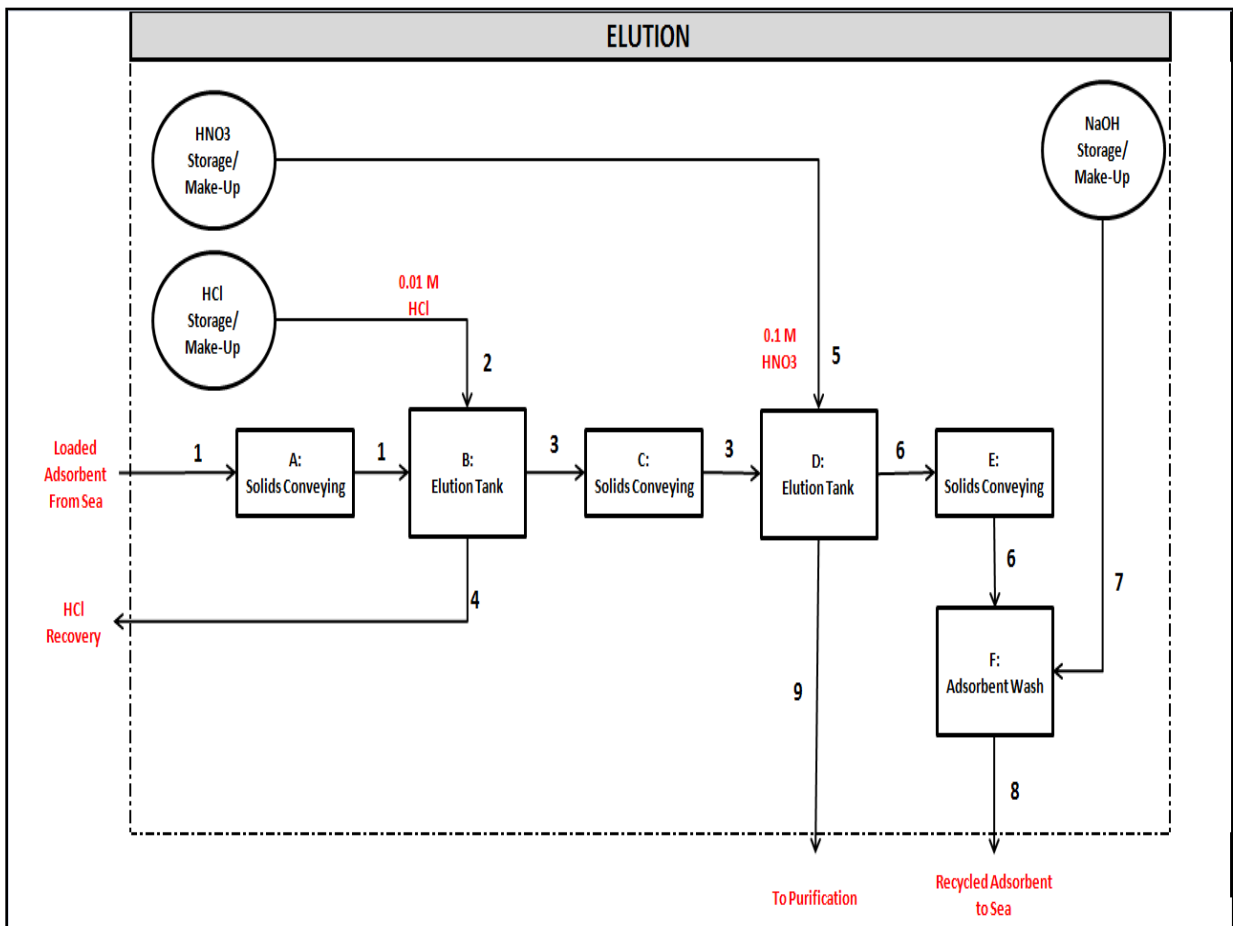 ELUTION
HNO3
Storage/
Make-Up
NaOH
Storage/
Make-Up
HCl
Storage/
Make-Up
0.01 M
HCl
2
0.1 M
HNO3
5
Loaded
Adsorbent
From Sea
1
A:
Solids Conveying
1
B:
Elution Tank
3
C:
Solids Conveying
3
D:
Elution Tank
6
E:
Solids Conveying
6
7
HCl
Recovery
4
9
F:
Adsorbent Wash
8
To Purification
Recycled Adsorbent
to Sea